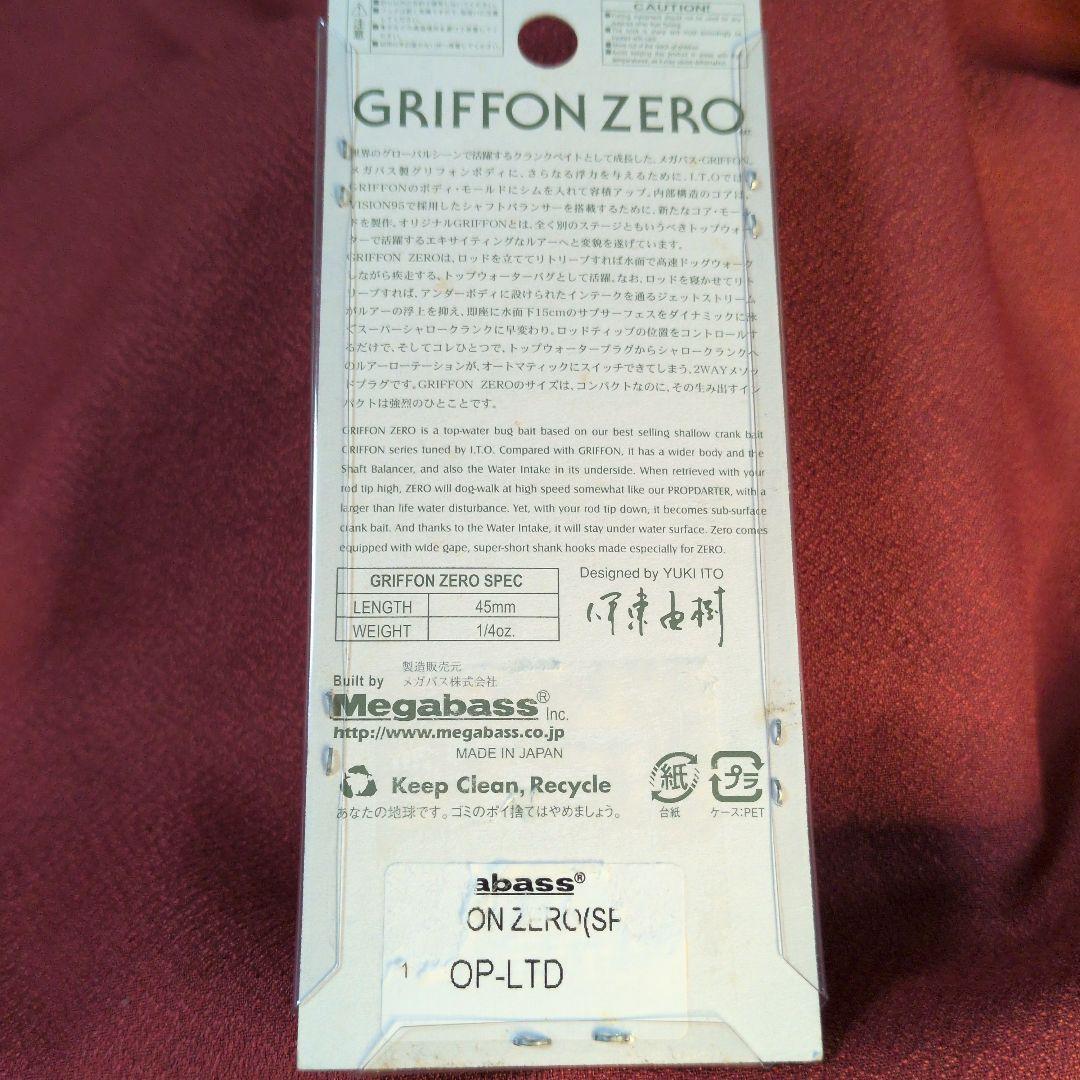 注意
CAUTION!
GRIFFON ZERO
世界のグローバルシーンで活躍するクランクベイトとして成長した、メガバス・GRIFFON。
メガバス製グリフォンボディに、さらなる浮力を与えるために、I.T.Oでは
GRIFFONのボディ・モールドにシムを入れて容積アップ。内部構造のコアは、
VISION95で採用したシャフトバランサーを搭載するために、新たなコア・モー
ドを製作。オリジナルGRIFFONとは、全く別のステージともいうべきトップウォー
ターで活躍するエキサイティングなルアーへと変貌を遂げています。
GRIFFON ZEROは、ロッドを立ててリトリーブすれば水面で高速ドッグウォーク
しながら疾走する、トップウォーターバグとして活躍。なお、ロッドを寝かせてリト
リーブすれば、アンダーボディに設けられたインテークを通るジェットストリーム
がルアーの浮上を抑え、即座に水面下15cmのサブサーフェスをダイナミックに泳
ぐスーパーシャロークランクに早変わり。ロッドティップの位置をコントロールす
るだけで、そしてコレひとつで、トップウォータープラグからシャロークランクへ
のルアーローテーションが、オートマティックにスイッチできてしまう、2WAYメソッ
ドプラグです。GRIFFON ZEROのサイズは、コンパクトなのに、その生み出すイン
パクトは強烈のひとことです。
GRIFFON ZERO is a top-water bug bait based on our best selling shallow crank bait
GRIFFON series tuned by I.T.O. Compared with GRIFFON, it has a wider body and the
Shaft Balancer, and also the Water Intake in its underside. When retrieved with your
rod tip high, ZERO will dog-walk at high speed somewhat like our PROPDARTER, with a
larger than life water disturbance. Yet, with your rod tip down, it becomes sub-surface
crank bait. And thanks to the Water Intake, it will stay under water surface. Zero comes
equipped with wide gape, super-short shank hooks made especially for ZERO.
GRIFFON ZERO SPEC
LENGTH 45mm
WEIGHT 1/4oz.
Designed by YUKI ITO
伊東由樹
製造販売元
Built by メガバス株式会社
Megabass® Inc.
http://www.megabass.co.jp
MADE IN JAPAN
Keep Clean, Recycle
あなたの地球です。ゴミのポイ捨てはやめましょう。
紙
台紙
プラ
ケース:PET
abass®
ON ZERO(SP
1 OP-LTD